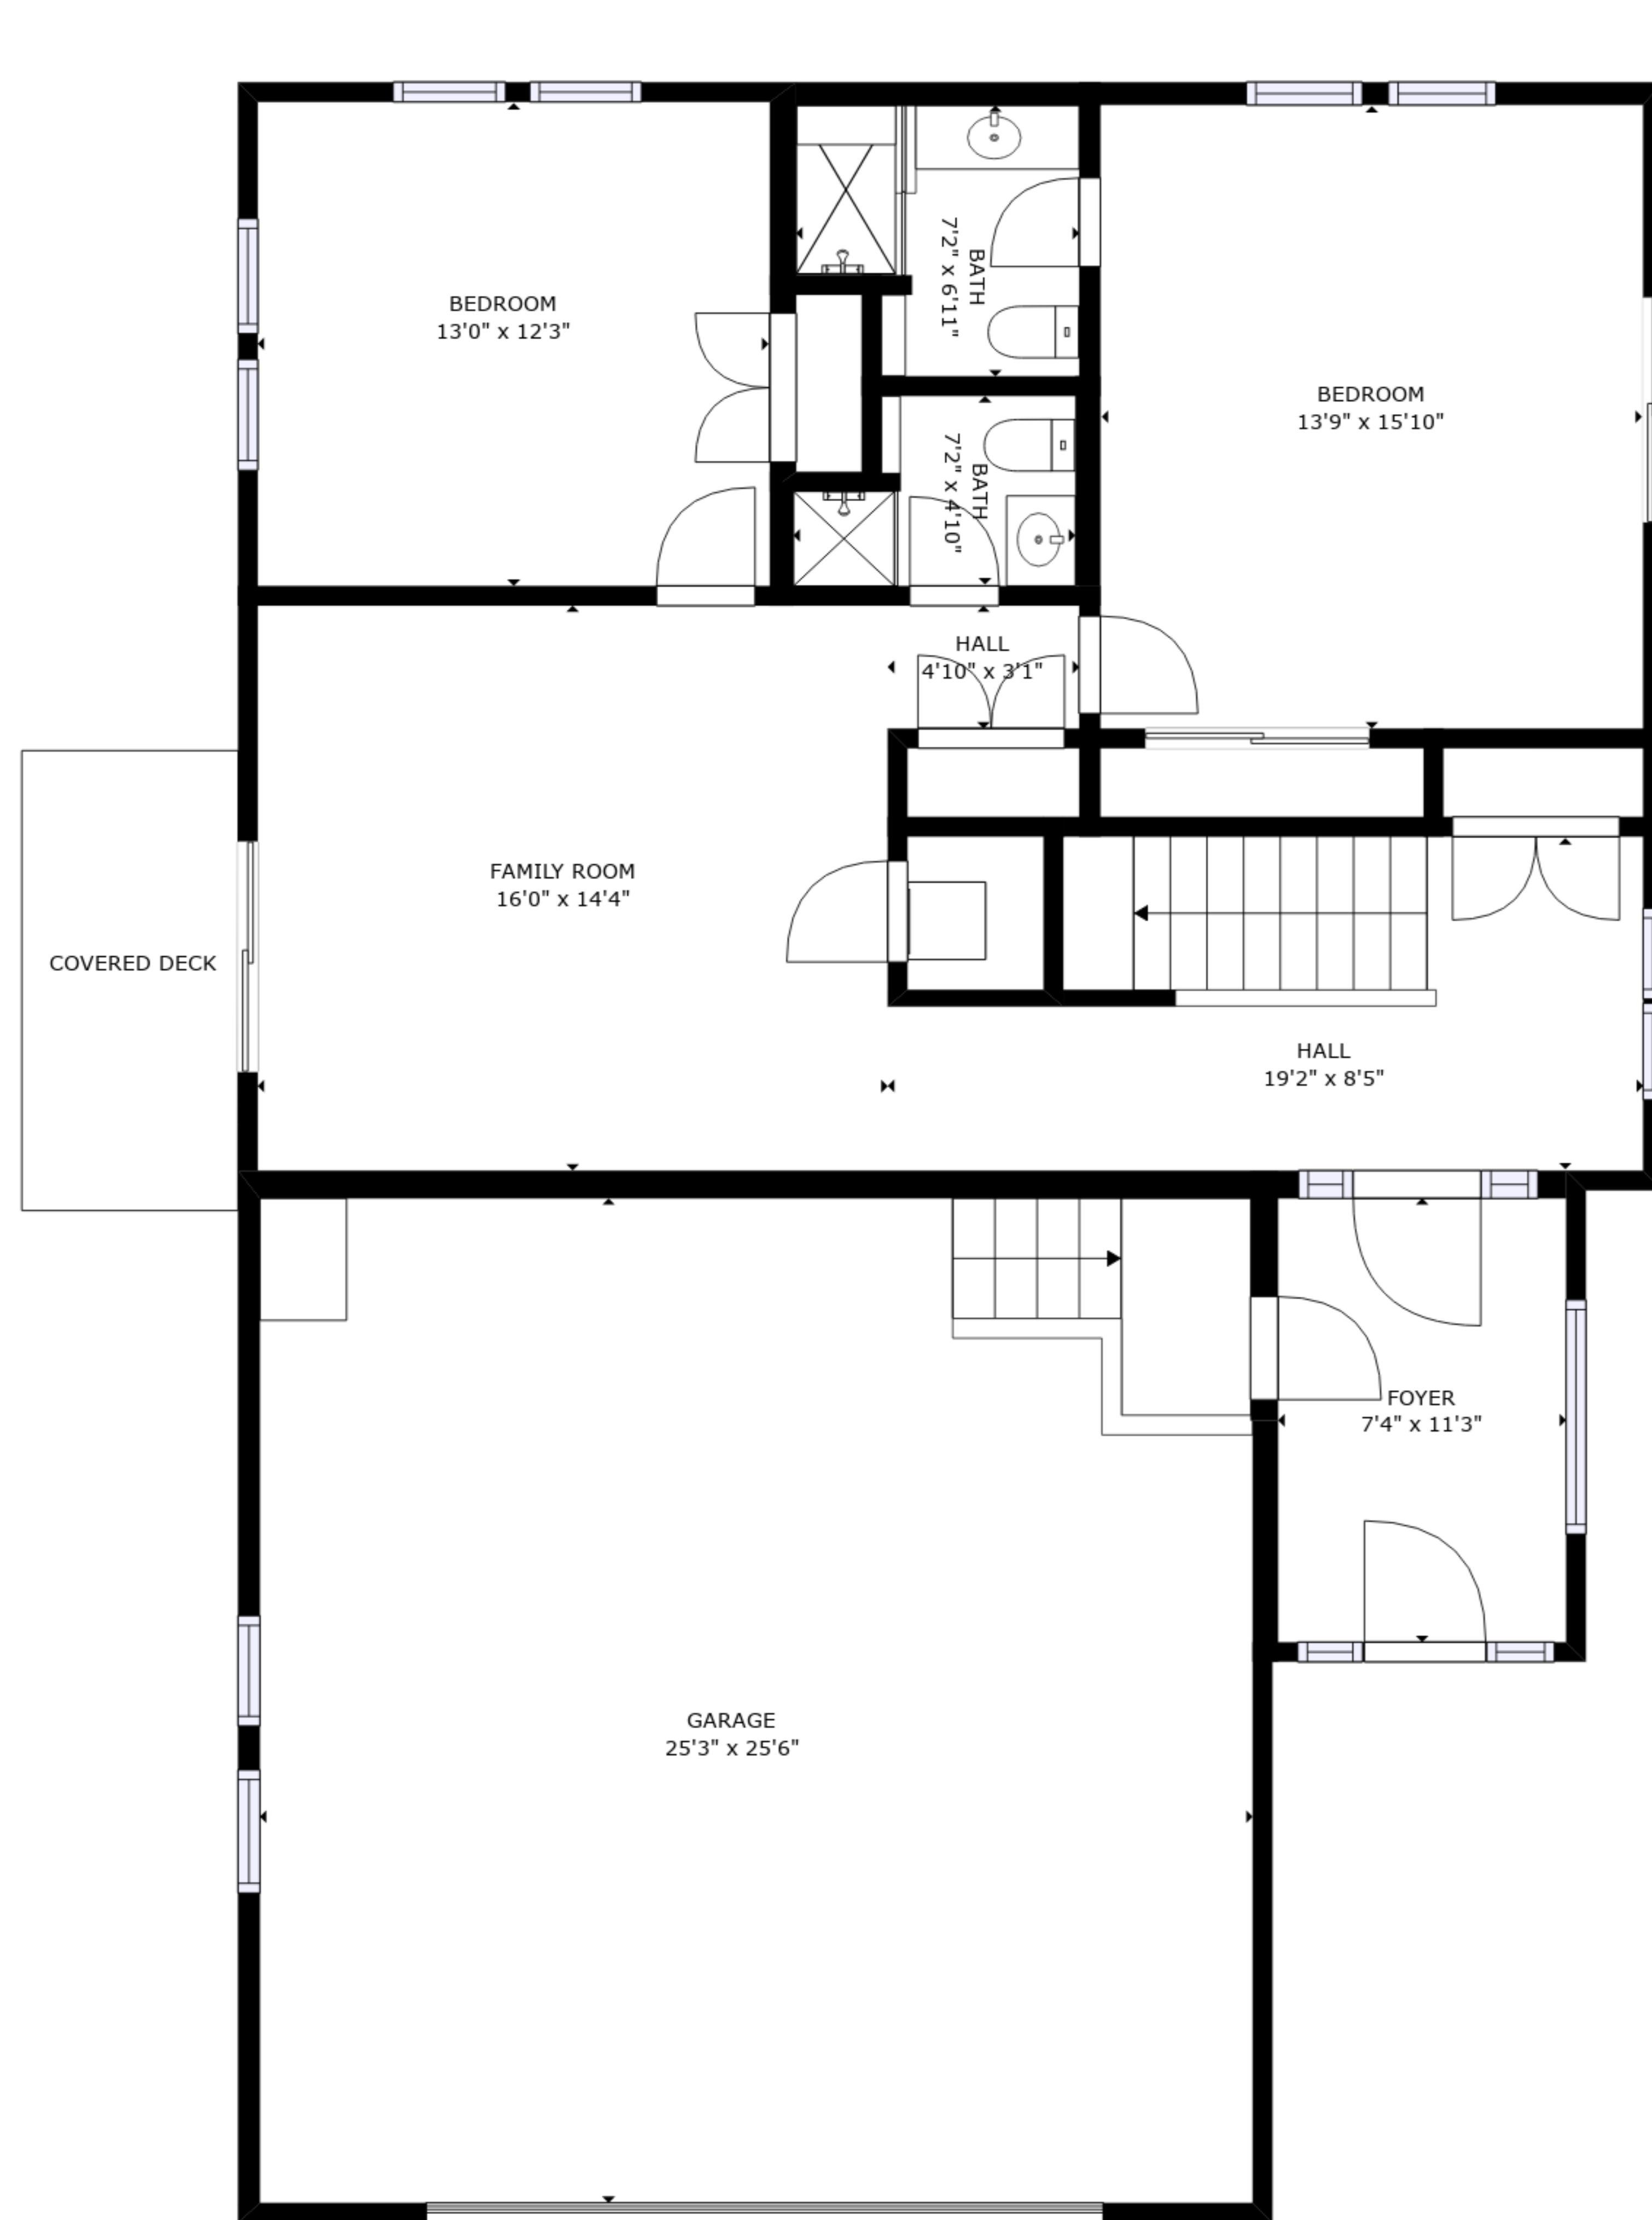 BEDROOM
13'0" x 12'3"
BATH
7'2" x 6'11"
BEDROOM
13'9" x 15'10"
BATH
7'2" x 4'10"
HALL
4'10" x 3'1"
FAMILY ROOM
16'0" x 14'4"
COVERED DECK
HALL
19'2" x 8'5"
FOYER
7'4" x 11'3"
GARAGE
25'3" x 25'6"